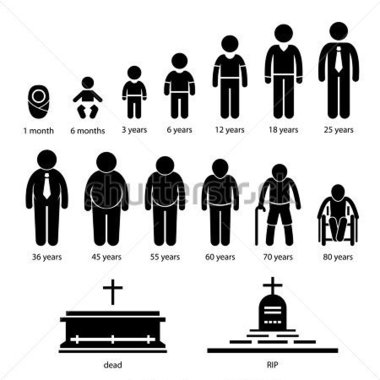 1 month 6 months 3 years 6 years 12 years 18 years 25 years
shutterstock
36 years 45 years 55 years 60 years 70 years 80 years
dead RIP